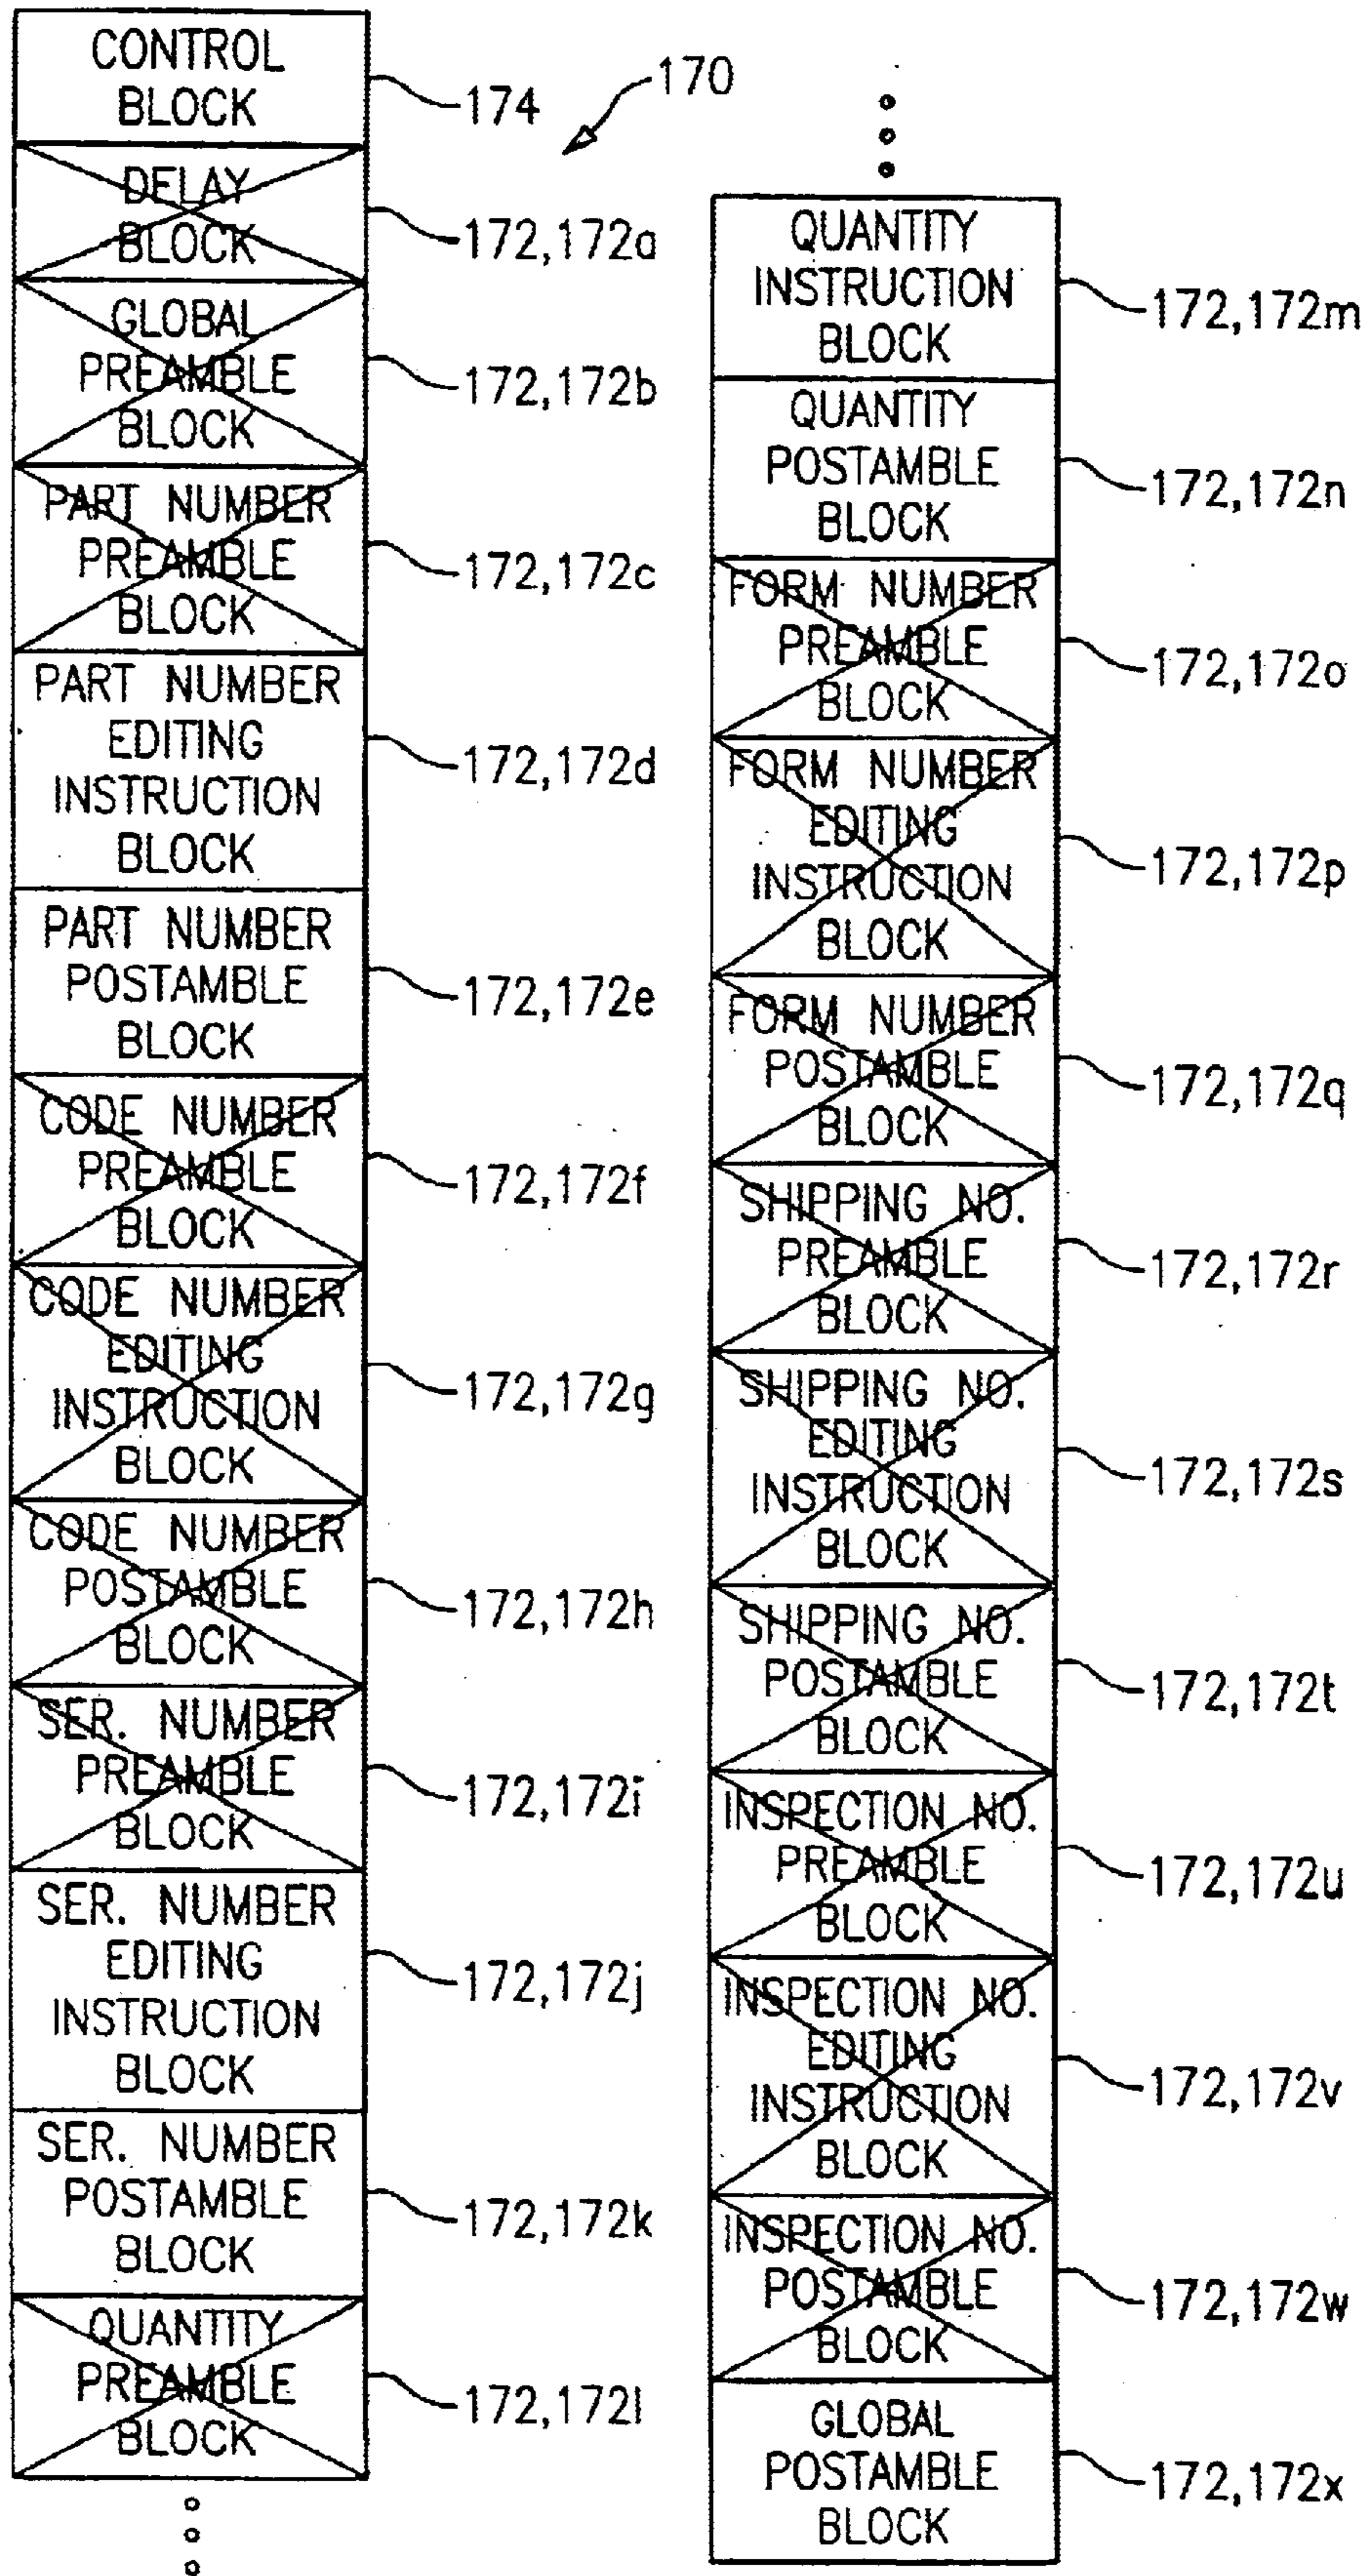 CONTROL
BLOCK
174
170
DELAY
BLOCK
172,172a
GLOBAL
PREAMBLE
BLOCK
172,172b
PART NUMBER
PREAMBLE
BLOCK
172,172c
PART NUMBER
EDITING
INSTRUCTION
BLOCK
172,172d
PART NUMBER
POSTAMBLE
BLOCK
172,172e
CODE NUMBER
PREAMBLE
BLOCK
172,172f
CODE NUMBER
EDITING
INSTRUCTION
BLOCK
172,172g
CODE NUMBER
POSTAMBLE
BLOCK
172,172h
SER. NUMBER
PREAMBLE
BLOCK
172,172i
SER. NUMBER
EDITING
INSTRUCTION
BLOCK
172,172j
SER. NUMBER
POSTAMBLE
BLOCK
172,172k
QUANTITY
PREAMBLE
BLOCK
172,172l
QUANTITY
INSTRUCTION
BLOCK
172,172m
QUANTITY
POSTAMBLE
BLOCK
172,172n
FORM NUMBER
PREAMBLE
BLOCK
172,172o
FORM NUMBER
EDITING
INSTRUCTION
BLOCK
172,172p
FORM NUMBER
POSTAMBLE
BLOCK
172,172q
SHIPPING NO.
PREAMBLE
BLOCK
172,172r
SHIPPING NO.
EDITING
INSTRUCTION
BLOCK
172,172s
SHIPPING NO.
POSTAMBLE
BLOCK
172,172t
INSPECTION NO.
PREAMBLE
BLOCK
172,172u
INSPECTION NO.
EDITING
INSTRUCTION
BLOCK
172,172v
INSPECTION NO.
POSTAMBLE
BLOCK
172,172w
GLOBAL
POSTAMBLE
BLOCK
172,172x